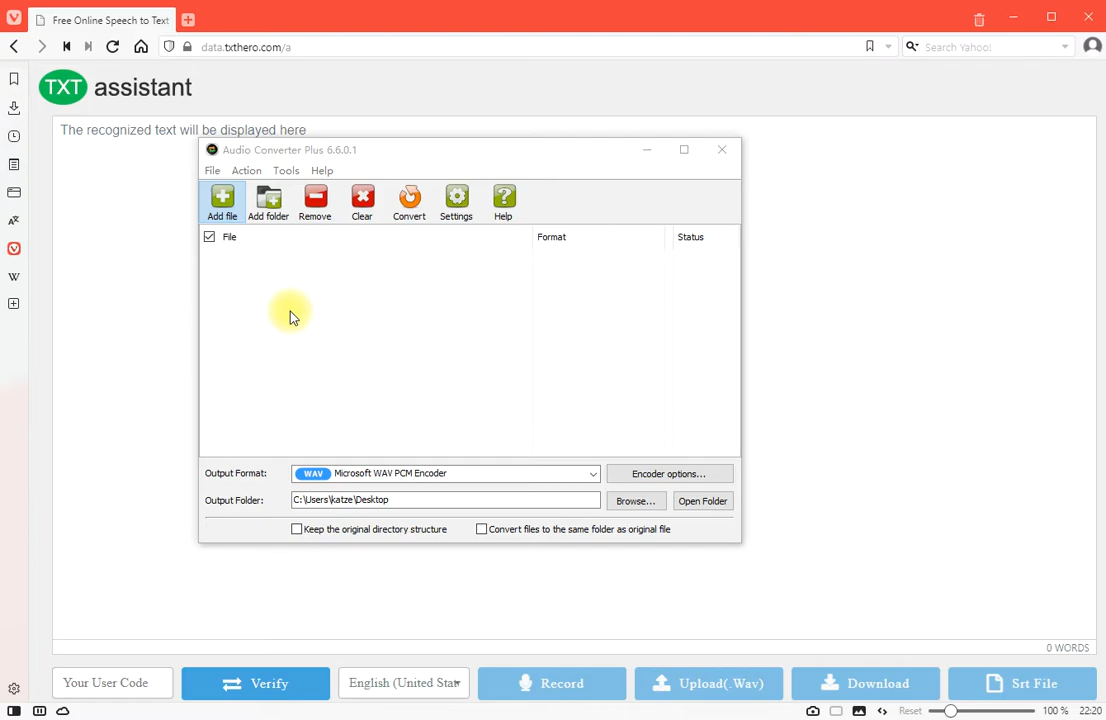 Free Online Speech to Text
data.txthero.com/a
Search Yahoo!
TXT assistant
The recognized text will be displayed here
Audio Converter Plus 6.6.0.1
File Action Tools Help
Add file Add folder Remove Clear Convert Settings Help
File Format Status
Output Format: WAV Microsoft WAV PCM Encoder Encoder options...
Output Folder: C:\Users\katze\Desktop Browse... Open Folder
Keep the original directory structure Convert files to the same folder as original file
0 WORDS
Your User Code Verify English (United Stat Record Upload(.Wav) Download Srt File
Reset 100 % 22:20